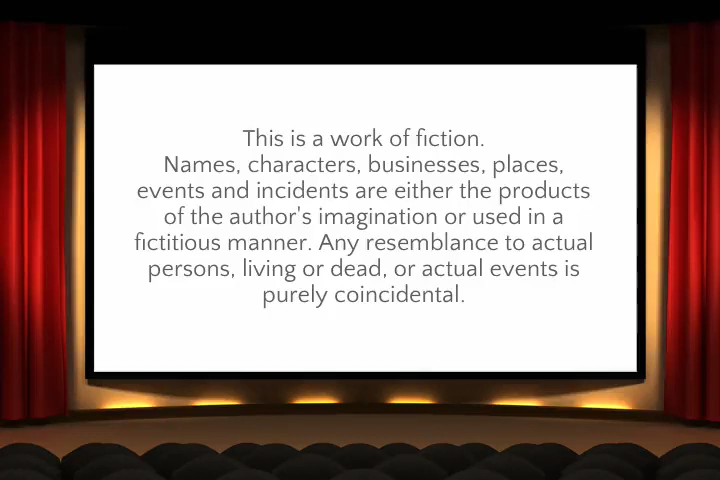 This is a work of fiction.
Names, characters, businesses, places,
events and incidents are either the products
of the author's imagination or used in a
fictitious manner. Any resemblance to actual
persons, living or dead, or actual events is
purely coincidental.